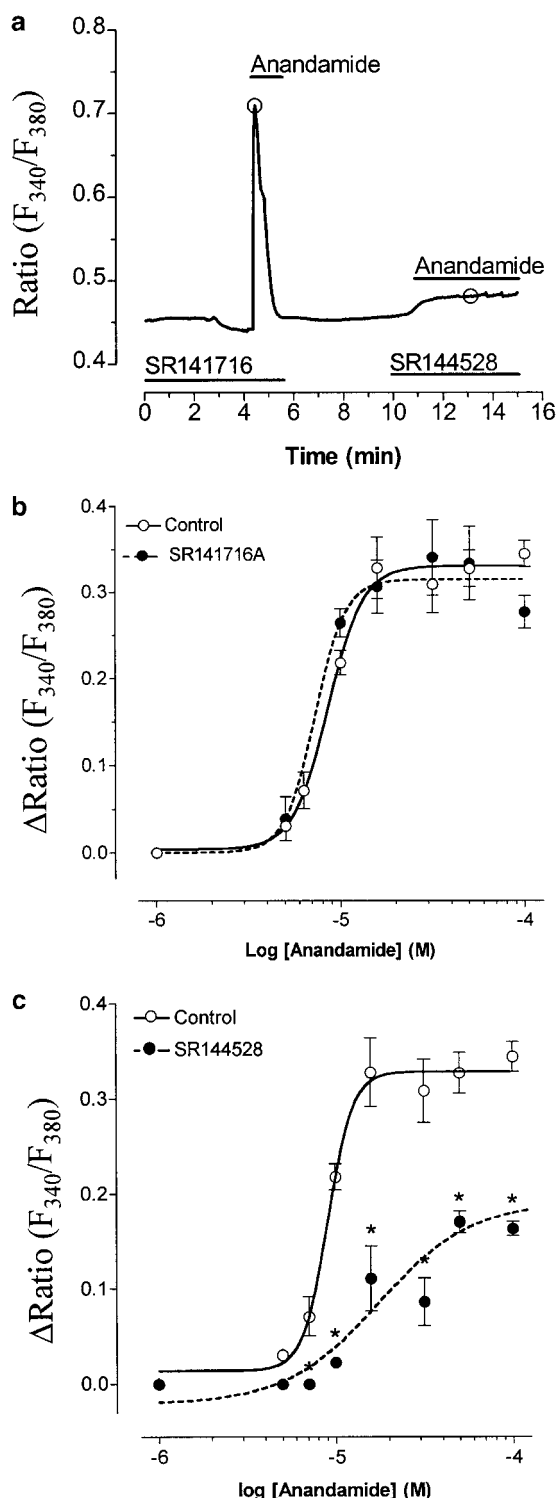 a
0.8
Anandamide
0.7
0.6
Ratio (F340/F380)
0.5
Anandamide
0.4
SR141716
SR144528
0 2 4 6 8 10 12 14 16
Time (min)
b
0.4
Control
SR141716A
0.3
0.2
ΔRatio (F340/F380)
0.1
0.0
-6 -5 -4
Log [Anandamide] (M)
c
0.4
Control
SR144528
0.3
ΔRatio (F340/F380)
0.2
* * *
0.1
* * *
0.0
-6 -5 -4
log [Anandamide] (M)